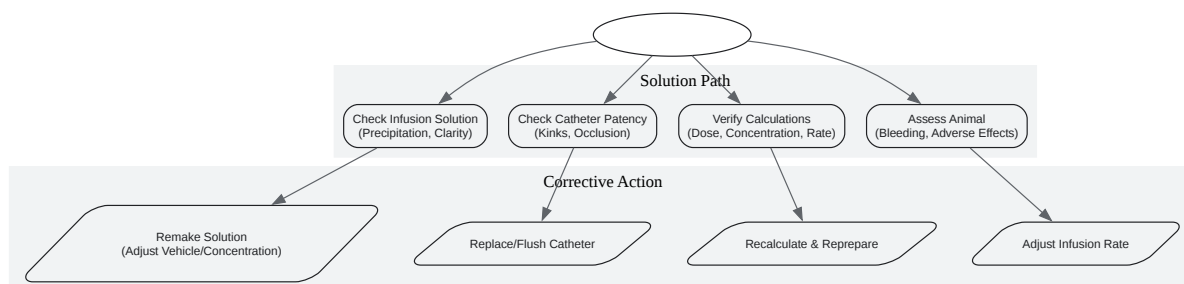 Solution Path
Check Infusion Solution
(Precipitation, Clarity)
Check Catheter Patency
(Kinks, Occlusion)
Verify Calculations
(Dose, Concentration, Rate)
Assess Animal
(Bleeding, Adverse Effects)
Corrective Action
Remake Solution
(Adjust Vehicle/Concentration)
Replace/Flush Catheter
Recalculate & Reprepare
Adjust Infusion Rate